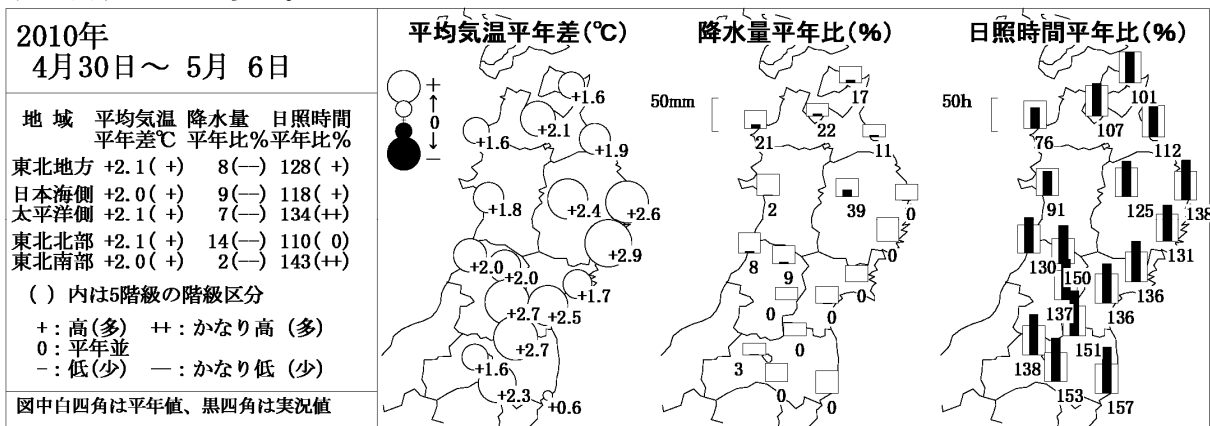 2010年
4月30日～ 5月 6日
地 域 平均気温 降水量 日照時間
平年差℃ 平年比% 平年比%
東北地方 +2.1( +) 8(--) 128( +)
日本海側 +2.0( +) 9(--) 118( +)
太平洋側 +2.1( +) 7(--) 134(++)
東北北部 +2.1( +) 14(--) 110( 0)
東北南部 +2.0( +) 2(--) 143(++)
( ) 内は5階級の階級区分
+：高(多) ++：かなり高 (多)
0：平年並
-：低(少) --：かなり低 (少)
図中白四角は平年値、黒四角は実況値
平均気温平年差(℃)
+
↑
0
↓
-
+1.6
+2.1
+1.6
+1.9
+1.8
+2.4
+2.6
+2.9
+2.0
+2.0
+1.7
+2.7
+2.5
+2.7
+1.6
+2.3
+0.6
降水量平年比(%)
50mm
17
22
21
11
2
39
0
0
8
9
0
0
0
0
3
0
0
日照時間平年比(%)
50h
101
107
76
112
91
125
138
131
130
150
136
137
136
151
138
153
157